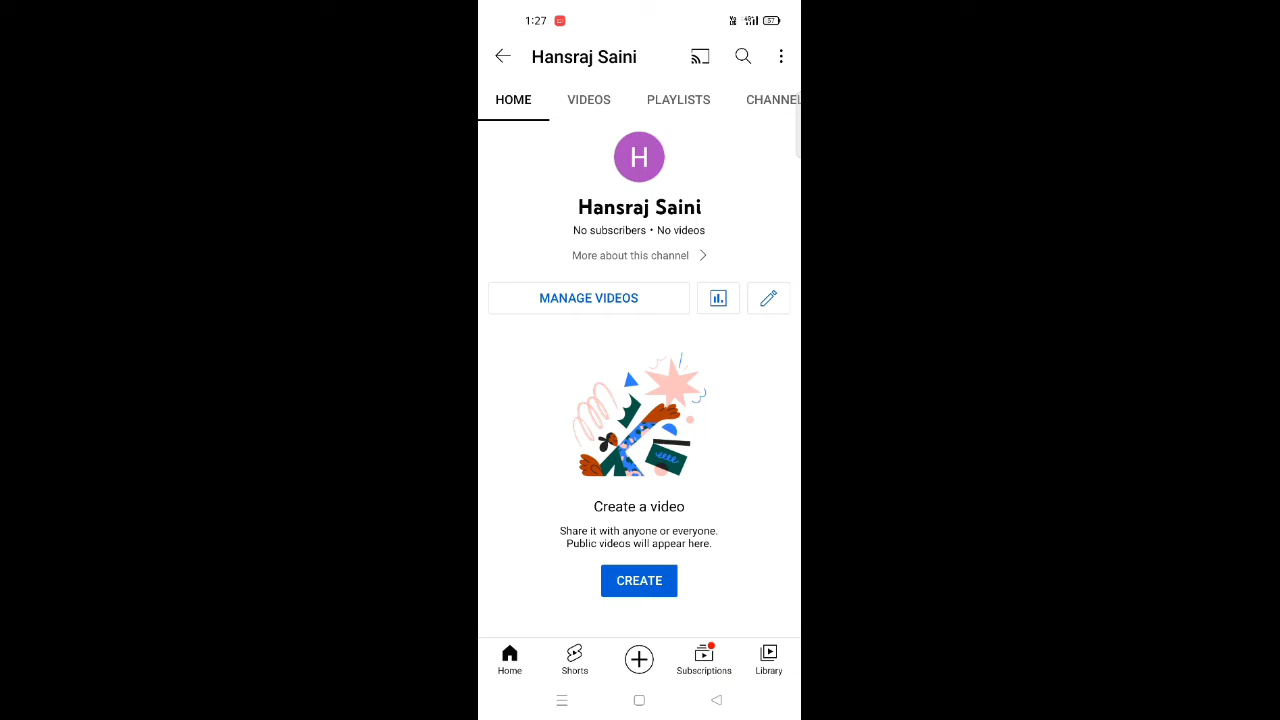 1:27
57
Hansraj Saini
HOME VIDEOS PLAYLISTS CHANNEL
H
Hansraj Saini
No subscribers • No videos
More about this channel
MANAGE VIDEOS
Create a video
Share it with anyone or everyone.
Public videos will appear here.
CREATE
Home Shorts Subscriptions Library